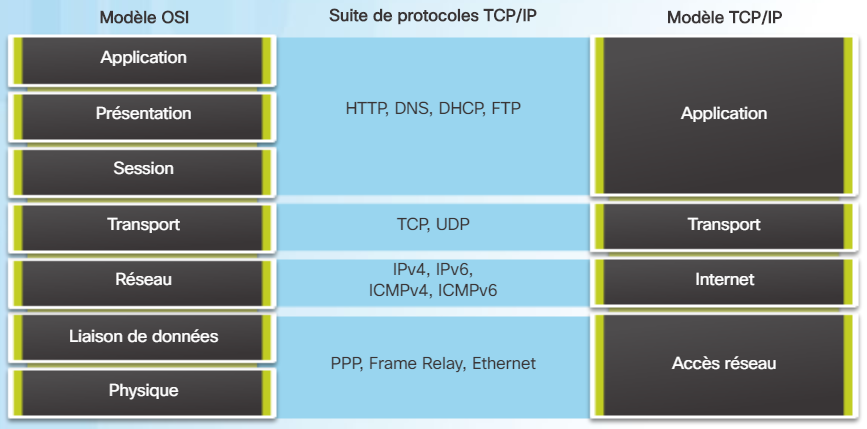 Modèle OSI
Suite de protocoles TCP/IP
Modèle TCP/IP
Application
Présentation
Session
HTTP, DNS, DHCP, FTP
Application
Transport
TCP, UDP
Transport
Réseau
IPv4, IPv6,
ICMPv4, ICMPv6
Internet
Liaison de données
Physique
PPP, Frame Relay, Ethernet
Accès réseau